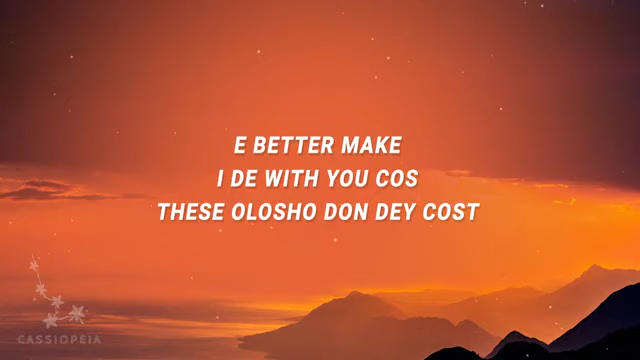 E BETTER MAKE
I DE WITH YOU COS
THESE OLOSHO DON DEY COST
CASSIOPEIA